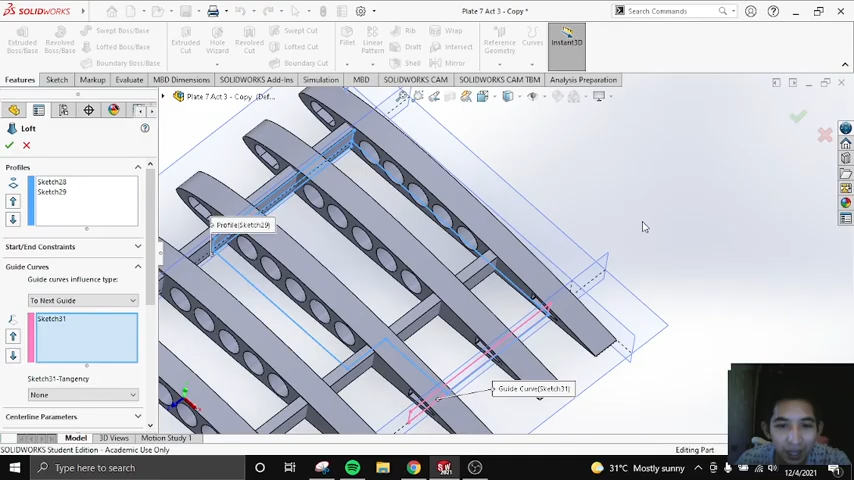 SOLIDWORKS
Plate 7 Act 3 - Copy *
Search Commands
Extruded Boss/Base
Revolved Boss/Base
Swept Boss/Base
Lofted Boss/Base
Boundary Boss/Base
Extruded Cut
Hole Wizard
Revolved Cut
Swept Cut
Lofted Cut
Boundary Cut
Fillet
Linear Pattern
Rib
Draft
Shell
Wrap
Intersect
Mirror
Reference Geometry
Curves
Instant3D
Features
Sketch
Markup
Evaluate
MBD Dimensions
SOLIDWORKS Add-Ins
Simulation
MBD
SOLIDWORKS CAM
SOLIDWORKS CAM TBM
Analysis Preparation
Plate 7 Act 3 - Copy (Def...
Loft
Profiles
Sketch28
Sketch29
Start/End Constraints
Guide Curves
Guide curves influence type:
To Next Guide
Sketch31
Sketch31-Tangency
None
Centerline Parameters
Profile(Sketch29)
Guide Curve(Sketch31)
Model
3D Views
Motion Study 1
SOLIDWORKS Student Edition - Academic Use Only
Editing Part
Type here to search
31°C Mostly sunny
12/4/2021